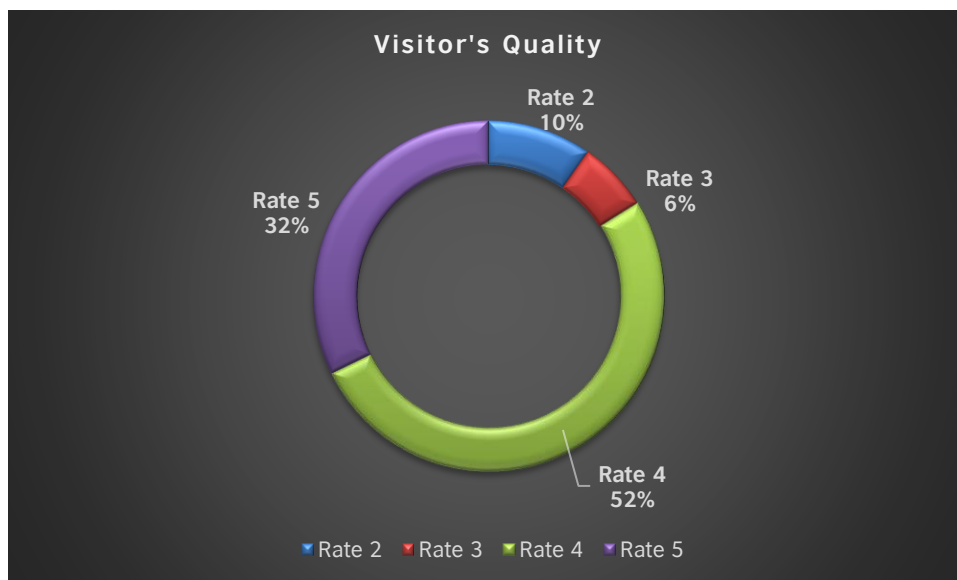 Visitor's Quality
Rate 2
10%
Rate 3
6%
Rate 5
32%
Rate 4
52%
Rate 2 Rate 3 Rate 4 Rate 5